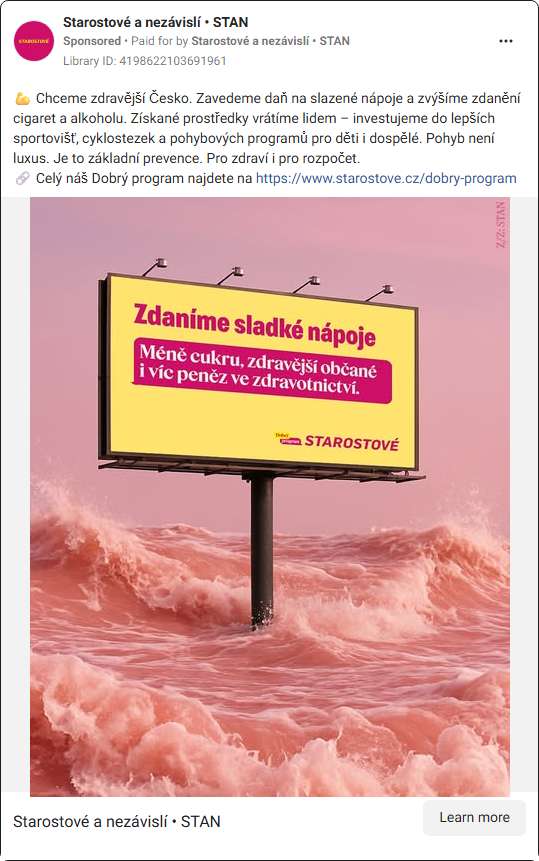 Starostové a nezávislí • STAN
Sponsored • Paid for by Starostové a nezávislí • STAN
Library ID: 4198622103691961
STAROSTOVÉ
💪 Chceme zdravější Česko. Zavedeme daň na slazené nápoje a zvýšíme zdanění
cigaret a alkoholu. Získané prostředky vrátíme lidem – investujeme do lepších
sportovišť, cyklostezek a pohybových programů pro děti i dospělé. Pohyb není
luxus. Je to základní prevence. Pro zdraví i pro rozpočet.
🔗 Celý náš Dobrý program najdete na https://www.starostove.cz/dobry-program
Z/Z: STAN
Zdaníme sladké nápoje
Méně cukru, zdravější občané
i víc peněz ve zdravotnictví.
Dobrý
program
STAROSTOVÉ
Starostové a nezávislí • STAN
Learn more